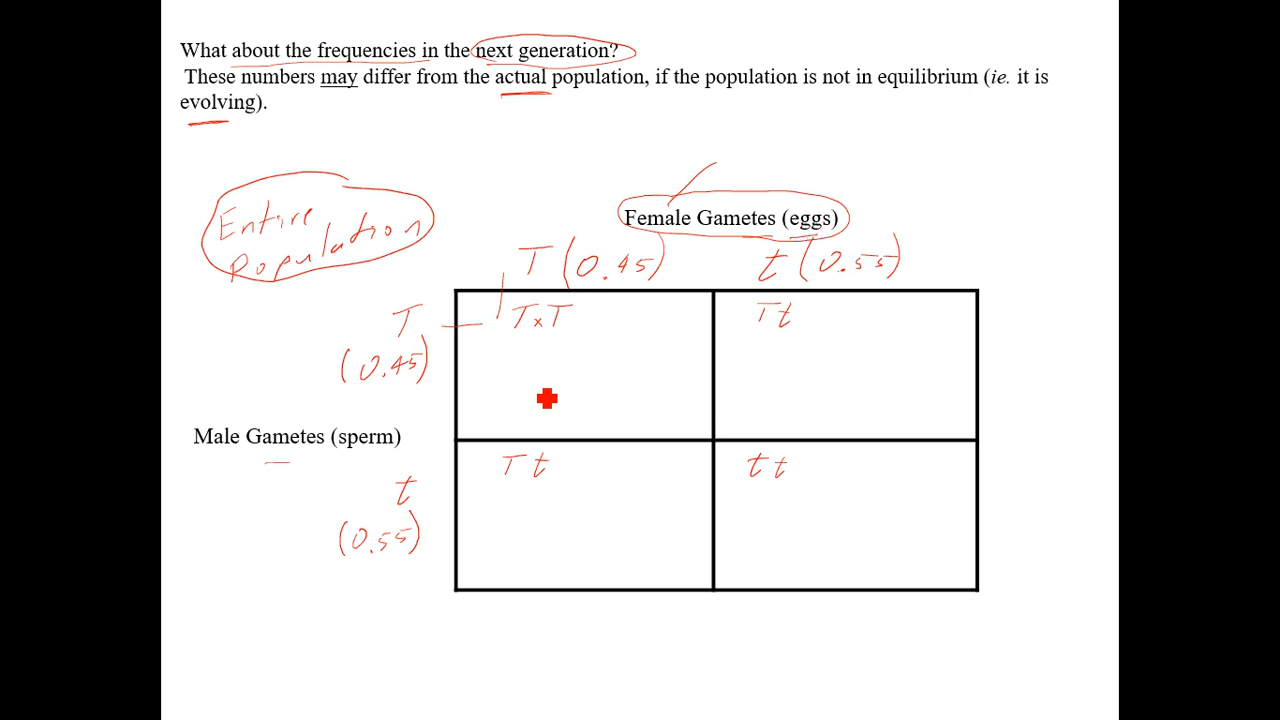 What about the frequencies in the next generation?
These numbers may differ from the actual population, if the population is not in equilibrium (ie. it is
evolving).
Entire
Population
Female Gametes (eggs)
T (0.45) t (0.55)
T
(0.45)
T x T Tt
Male Gametes (sperm)
t
(0.55)
Tt tt